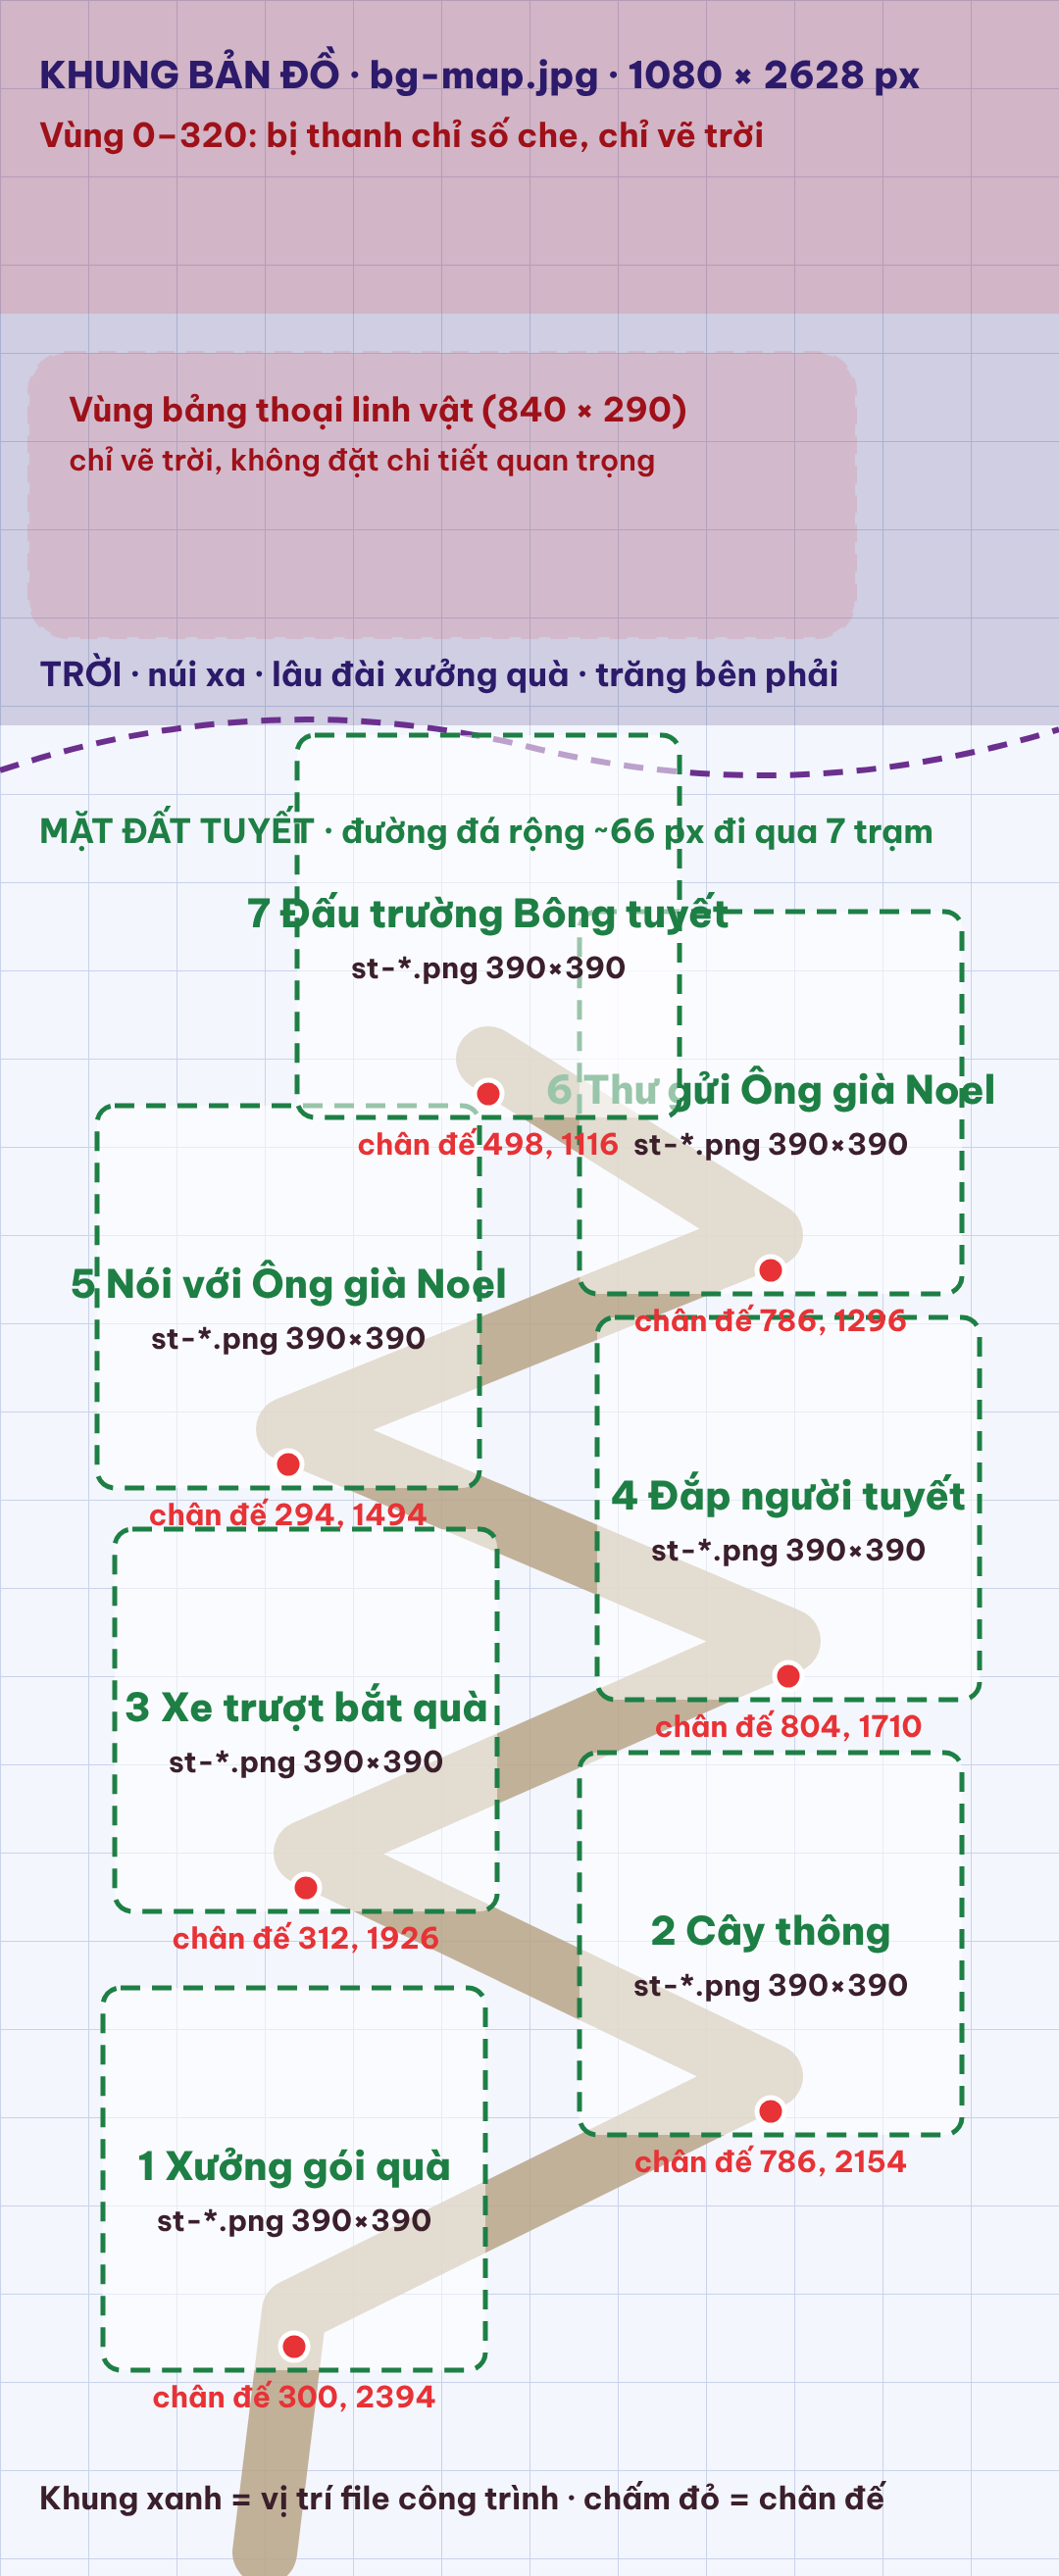 KHUNG BẢN ĐỒ · bg-map.jpg · 1080 × 2628 px
Vùng 0–320: bị thanh chỉ số che, chỉ vẽ trời
Vùng bảng thoại linh vật (840 × 290)
chỉ vẽ trời, không đặt chi tiết quan trọng
TRỜI · núi xa · lâu đài xưởng quà · trăng bên phải
MẶT ĐẤT TUYẾT · đường đá rộng ~66 px đi qua 7 trạm
7 Đấu trường Bông tuyết
st-*.png 390×390
6 Thư gửi Ông già Noel
chân đế 498, 1116
st-*.png 390×390
5 Nói với Ông già Noel
chân đế 786, 1296
st-*.png 390×390
4 Đắp người tuyết
chân đế 294, 1494
st-*.png 390×390
3 Xe trượt bắt quà
chân đế 804, 1710
st-*.png 390×390
2 Cây thông
chân đế 312, 1926
st-*.png 390×390
chân đế 786, 2154
1 Xưởng gói quà
st-*.png 390×390
chân đế 300, 2394
Khung xanh = vị trí file công trình · chấm đỏ = chân đế